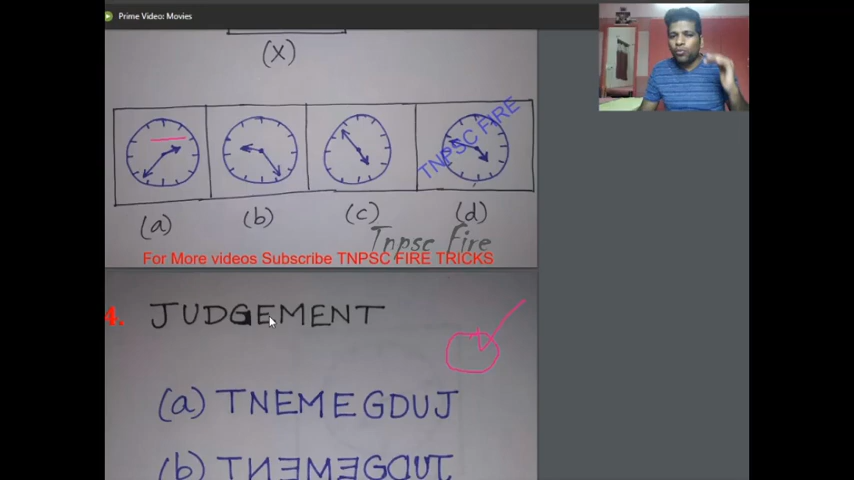 Prime Video: Movies
(X)
TNPSC FIRE
(a) (b) (c) (d)
Tnpsc Fire
For More videos Subscribe TNPSC FIRE TRICKS
4. JUDGEMENT
(a) TNEMEGDUJ